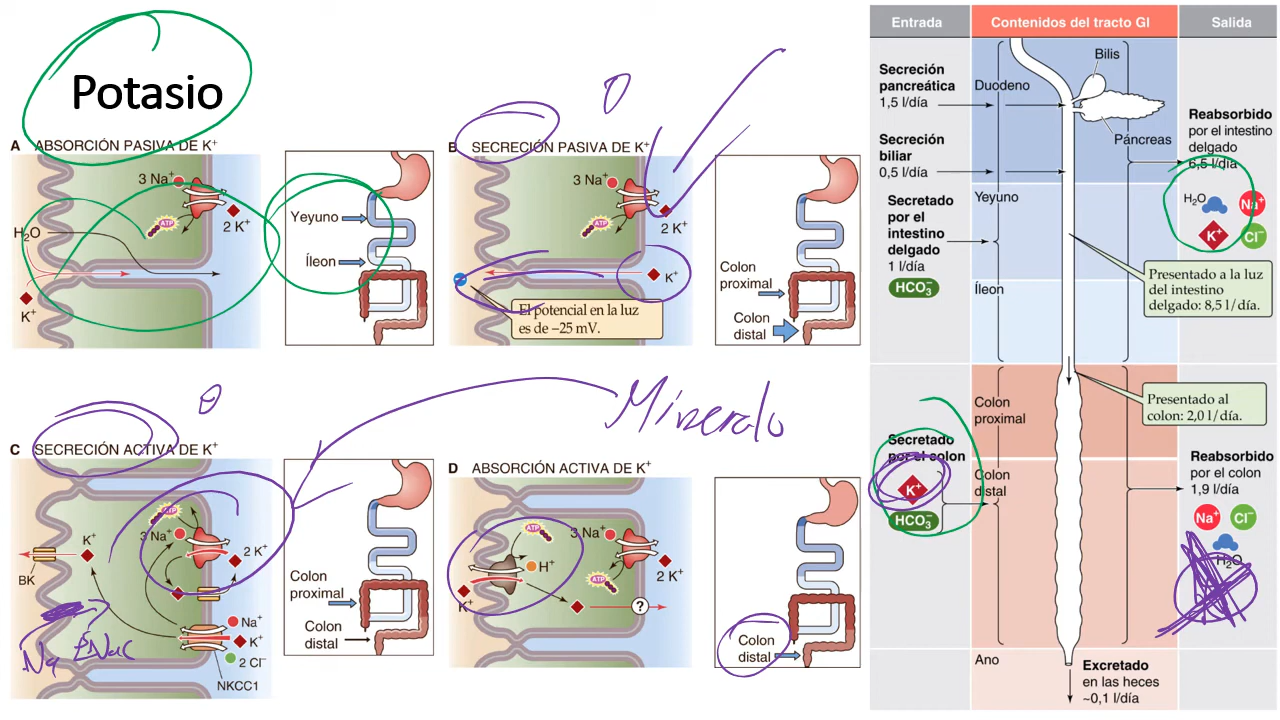 Potasio
A ABSORCIÓN PASIVA DE K⁺
3 Na⁺
ATP
2 K⁺
H₂O
K⁺
Yeyuno
Íleon
B SECRECIÓN PASIVA DE K⁺
3 Na⁺
ATP
2 K⁺
K⁺
El potencial en la luz
es de −25 mV.
Colon
proximal
Colon
distal
Mineralo
C SECRECIÓN ACTIVA DE K⁺
ATP
3 Na⁺
2 K⁺
K⁺
BK
Na⁺
K⁺
2 Cl⁻
NKCC1
Na ENaC
Colon
proximal
Colon
distal
D ABSORCIÓN ACTIVA DE K⁺
ATP
3 Na⁺
H⁺
ATP
2 K⁺
K⁺
?
Colon
distal
Entrada
Contenidos del tracto GI
Salida
Secreción
pancreática
1,5 l/día
Secreción
biliar
0,5 l/día
Secretado
por el
intestino
delgado
1 l/día
HCO₃⁻
Duodeno
Bilis
Páncreas
Yeyuno
Íleon
Reabsorbido
por el intestino
delgado
6,5 l/día
H₂O
Na⁺
K⁺
Cl⁻
Presentado a la luz
del intestino
delgado: 8,5 l/día.
Presentado al
colon: 2,0 l/día.
Colon
proximal
Colon
distal
Secretado
por el colon
K⁺
HCO₃⁻
Reabsorbido
por el colon
1,9 l/día
Na⁺
Cl⁻
H₂O
Ano
Excretado
en las heces
~0,1 l/día